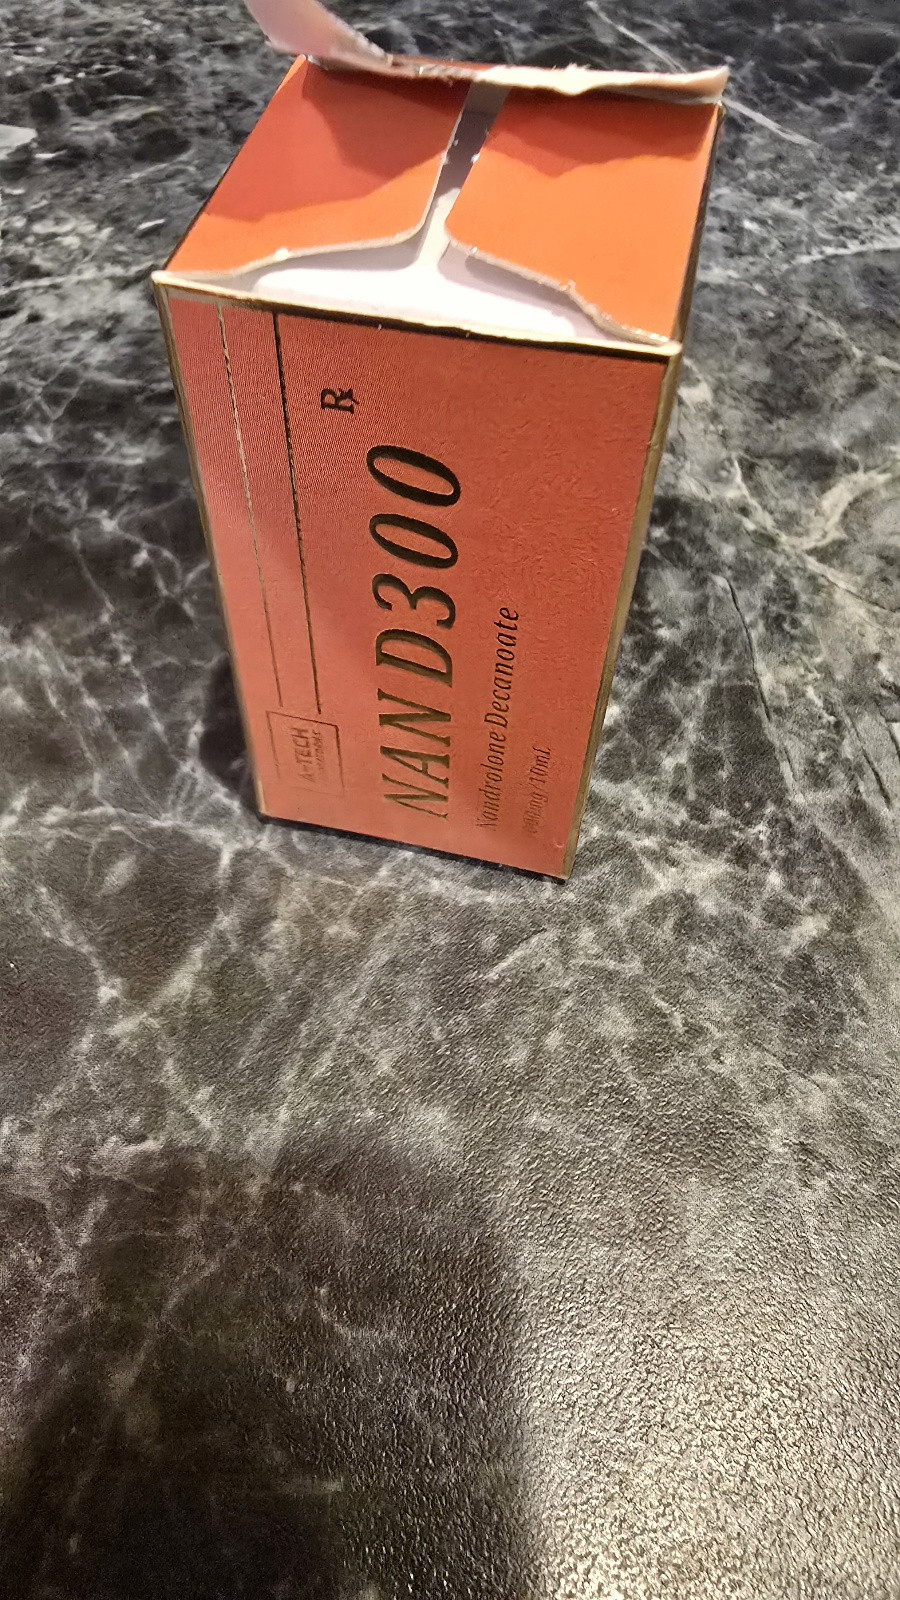 ℞
NAN D300
Nandrolone Decanoate
A-TECH